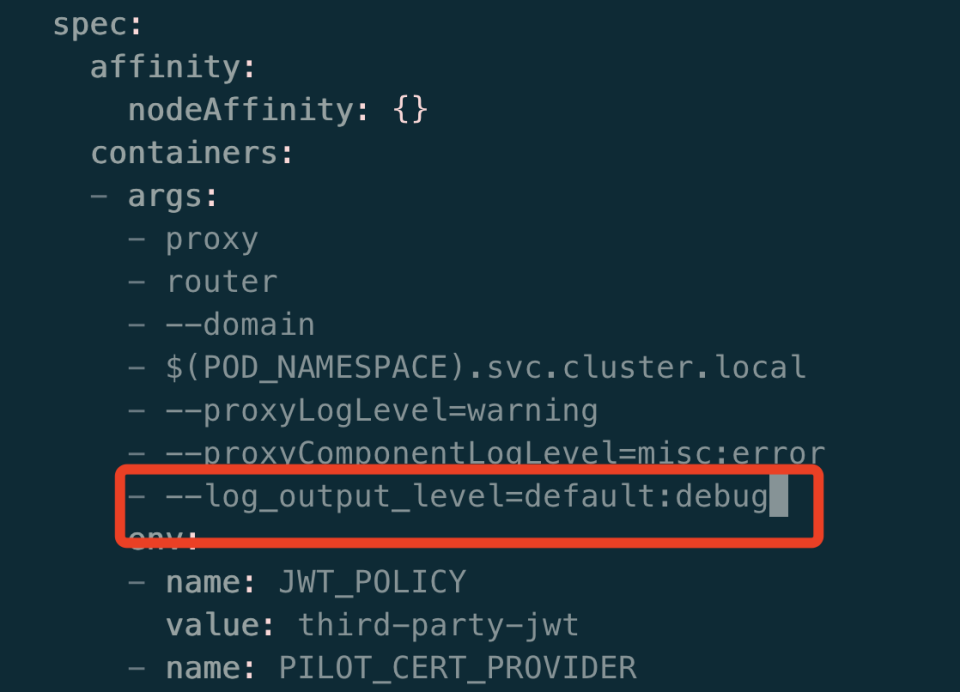 spec:
affinity:
nodeAffinity: {}
containers:
- args:
- proxy
- router
- --domain
- $(POD_NAMESPACE).svc.cluster.local
- --proxyLogLevel=warning
- --proxyComponentLogLevel=misc:error
- --log_output_level=default:debug
env:
- name: JWT_POLICY
value: third-party-jwt
- name: PILOT_CERT_PROVIDER